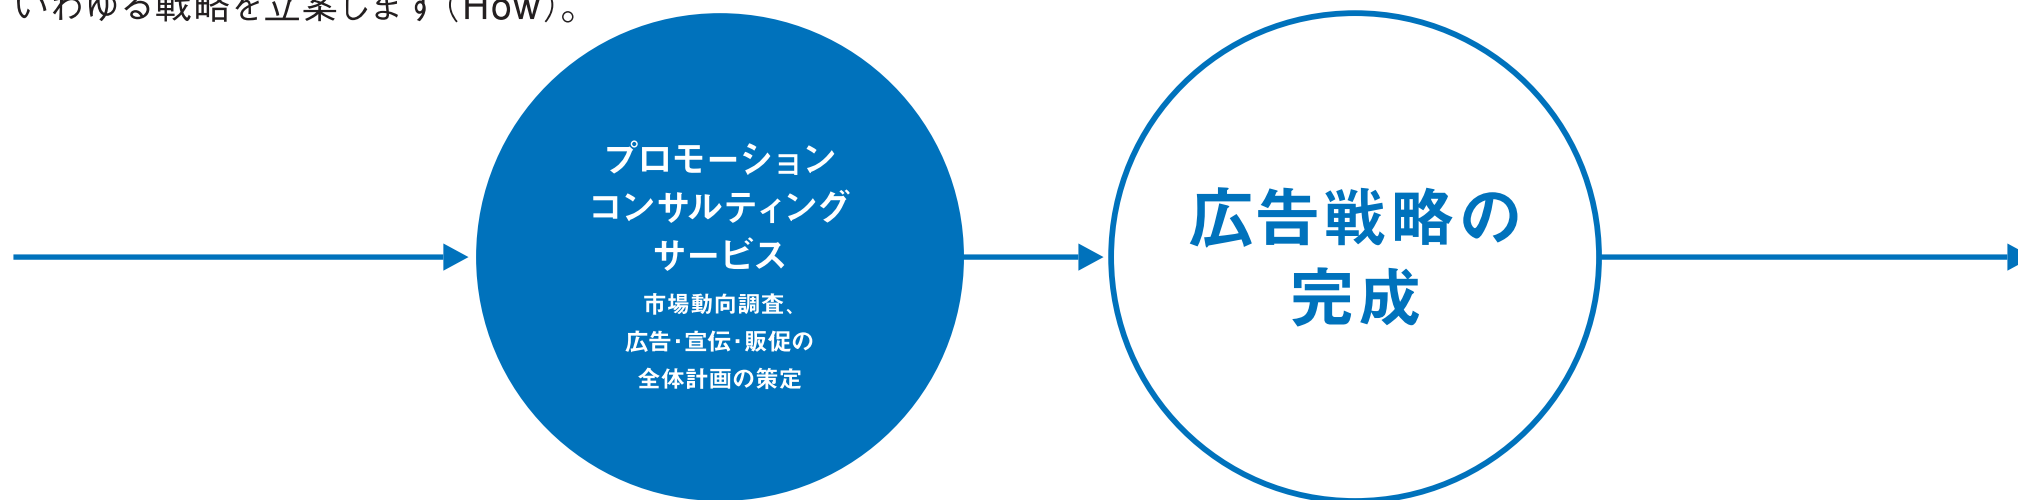 いわゆる戦略を立案します（How）。
プロモーション
コンサルティング
サービス
市場動向調査、
広告・宣伝・販促の
全体計画の策定
広告戦略の
完成